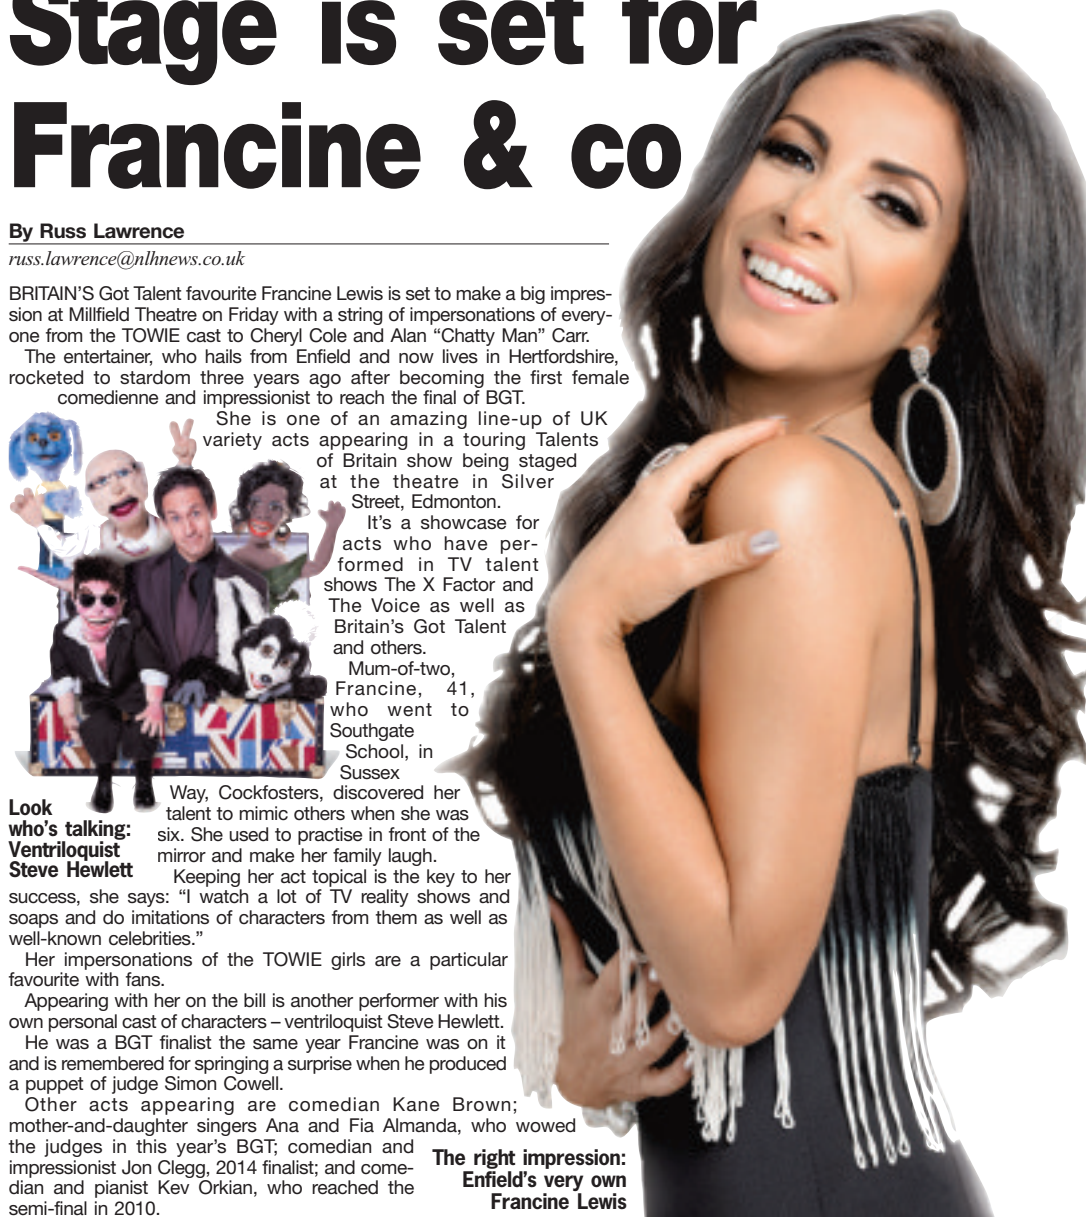 Stage is set for
Francine & co
By Russ Lawrence
russ.lawrence@nlhnews.co.uk
BRITAIN'S Got Talent favourite Francine Lewis is set to make a big impres-
sion at Millfield Theatre on Friday with a string of impersonations of every-
one from the TOWIE cast to Cheryl Cole and Alan “Chatty Man” Carr.
The entertainer, who hails from Enfield and now lives in Hertfordshire,
rocketed to stardom three years ago after becoming the first female
comedienne and impressionist to reach the final of BGT.
She is one of an amazing line-up of UK
variety acts appearing in a touring Talents
of Britain show being staged
at the theatre in Silver
Street, Edmonton.
It's a showcase for
acts who have per-
formed in TV talent
shows The X Factor and
The Voice as well as
Britain's Got Talent
and others.
Mum-of-two,
Francine, 41,
who went to
Southgate
School, in
Sussex
Way, Cockfosters, discovered her
talent to mimic others when she was
six. She used to practise in front of the
mirror and make her family laugh.
Keeping her act topical is the key to her
success, she says: “I watch a lot of TV reality shows and
soaps and do imitations of characters from them as well as
well-known celebrities.”
Her impersonations of the TOWIE girls are a particular
favourite with fans.
Appearing with her on the bill is another performer with his
own personal cast of characters – ventriloquist Steve Hewlett.
He was a BGT finalist the same year Francine was on it
and is remembered for springing a surprise when he produced
a puppet of judge Simon Cowell.
Other acts appearing are comedian Kane Brown;
mother-and-daughter singers Ana and Fia Almanda, who wowed
the judges in this year's BGT; comedian and
impressionist Jon Clegg, 2014 finalist; and come-
dian and pianist Kev Orkian, who reached the
semi-final in 2010.
Look
who's talking:
Ventriloquist
Steve Hewlett
The right impression:
Enfield's very own
Francine Lewis